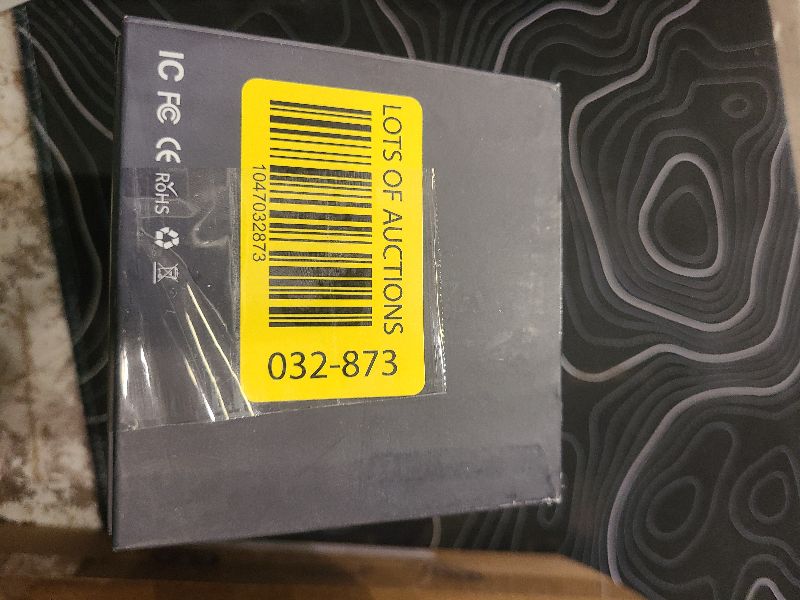 IC FC CE RoHS
LOTS OF AUCTIONS
1047032873
032-873